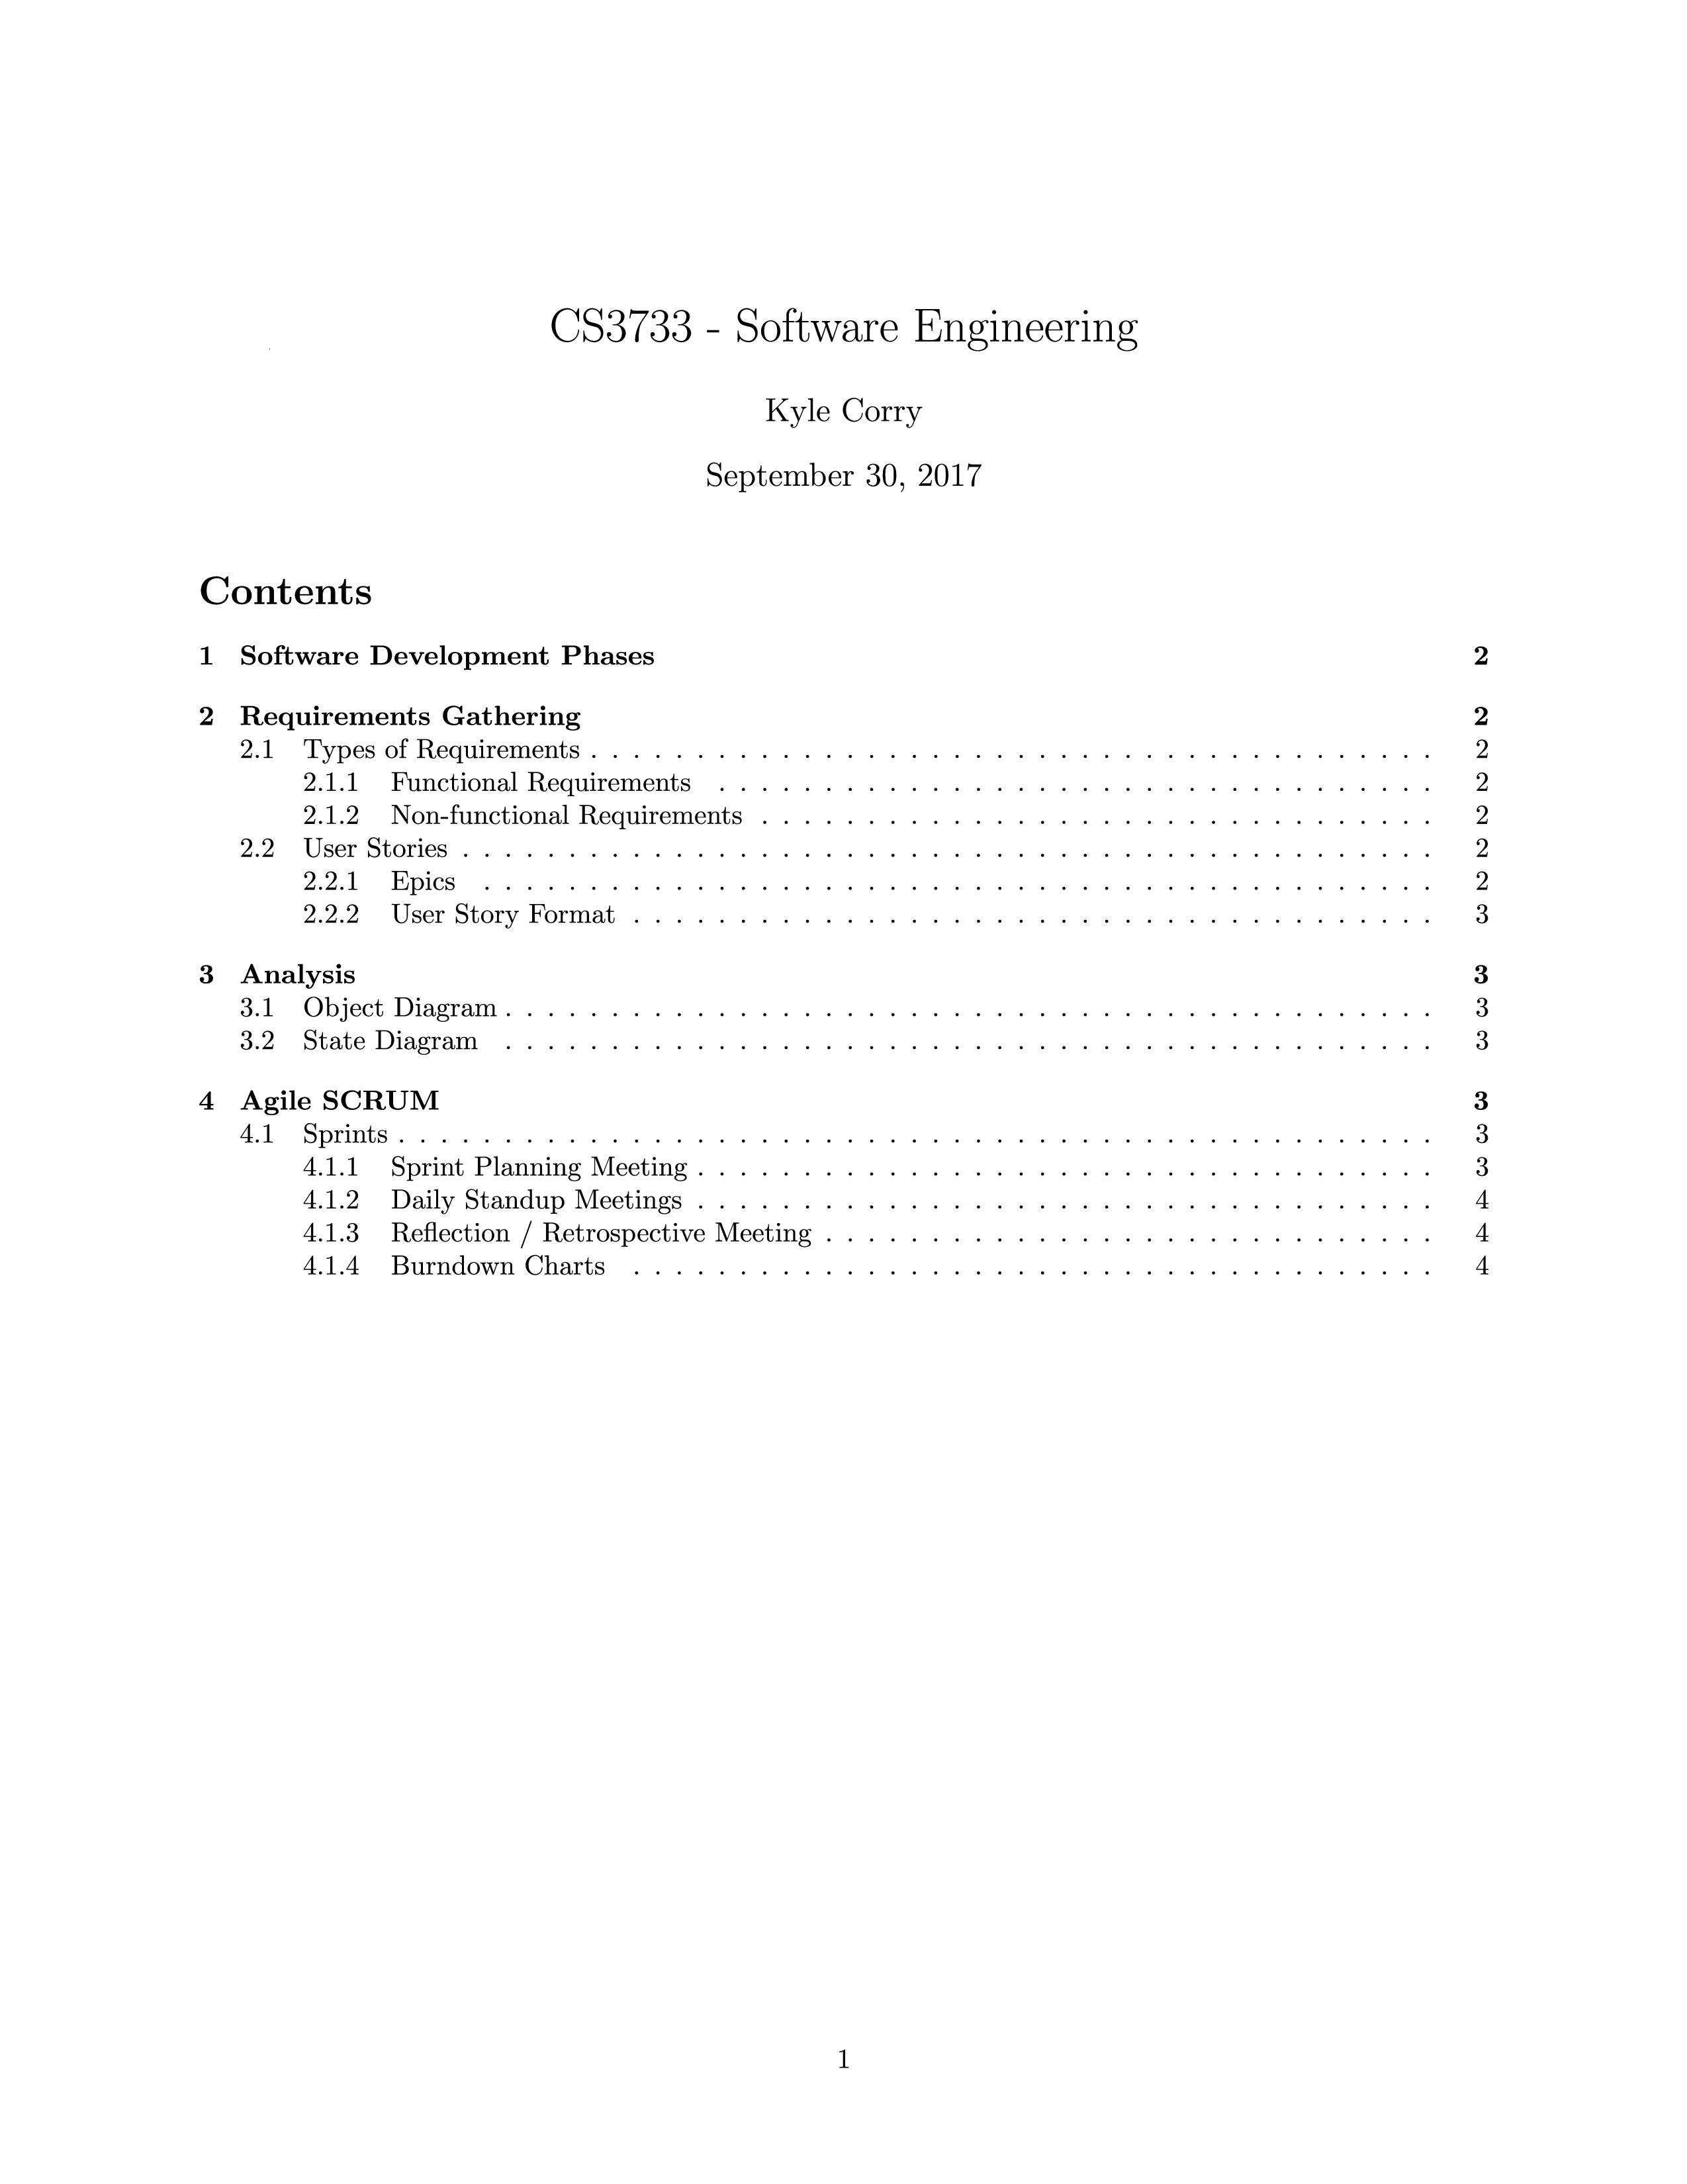 CS3733 - Software Engineering
Kyle Corry
September 30, 2017
Contents
1 Software Development Phases 2
2 Requirements Gathering 2
2.1 Types of Requirements . . . . . . . . . . . . . . . . . . . . . . . . . . . . . . . . . . . . . . . . 2
2.1.1 Functional Requirements . . . . . . . . . . . . . . . . . . . . . . . . . . . . . . . . . . 2
2.1.2 Non-functional Requirements . . . . . . . . . . . . . . . . . . . . . . . . . . . . . . . . 2
2.2 User Stories . . . . . . . . . . . . . . . . . . . . . . . . . . . . . . . . . . . . . . . . . . . . . . 2
2.2.1 Epics . . . . . . . . . . . . . . . . . . . . . . . . . . . . . . . . . . . . . . . . . . . . . 2
2.2.2 User Story Format . . . . . . . . . . . . . . . . . . . . . . . . . . . . . . . . . . . . . . 3
3 Analysis 3
3.1 Object Diagram . . . . . . . . . . . . . . . . . . . . . . . . . . . . . . . . . . . . . . . . . . . . 3
3.2 State Diagram . . . . . . . . . . . . . . . . . . . . . . . . . . . . . . . . . . . . . . . . . . . . 3
4 Agile SCRUM 3
4.1 Sprints . . . . . . . . . . . . . . . . . . . . . . . . . . . . . . . . . . . . . . . . . . . . . . . . . 3
4.1.1 Sprint Planning Meeting . . . . . . . . . . . . . . . . . . . . . . . . . . . . . . . . . . . 3
4.1.2 Daily Standup Meetings . . . . . . . . . . . . . . . . . . . . . . . . . . . . . . . . . . . 4
4.1.3 Reflection / Retrospective Meeting . . . . . . . . . . . . . . . . . . . . . . . . . . . . . 4
4.1.4 Burndown Charts . . . . . . . . . . . . . . . . . . . . . . . . . . . . . . . . . . . . . . 4
1